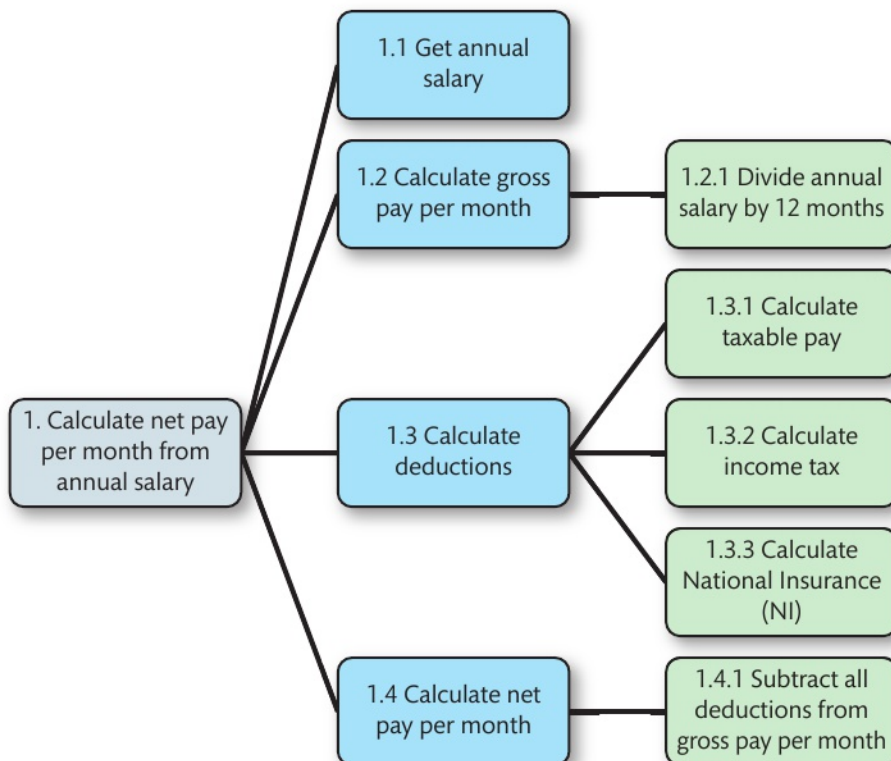 1. Calculate net pay
per month from
annual salary
1.1 Get annual
salary
1.2 Calculate gross
pay per month
1.2.1 Divide annual
salary by 12 months
1.3 Calculate
deductions
1.3.1 Calculate
taxable pay
1.3.2 Calculate
income tax
1.3.3 Calculate
National Insurance
(NI)
1.4 Calculate net
pay per month
1.4.1 Subtract all
deductions from
gross pay per month